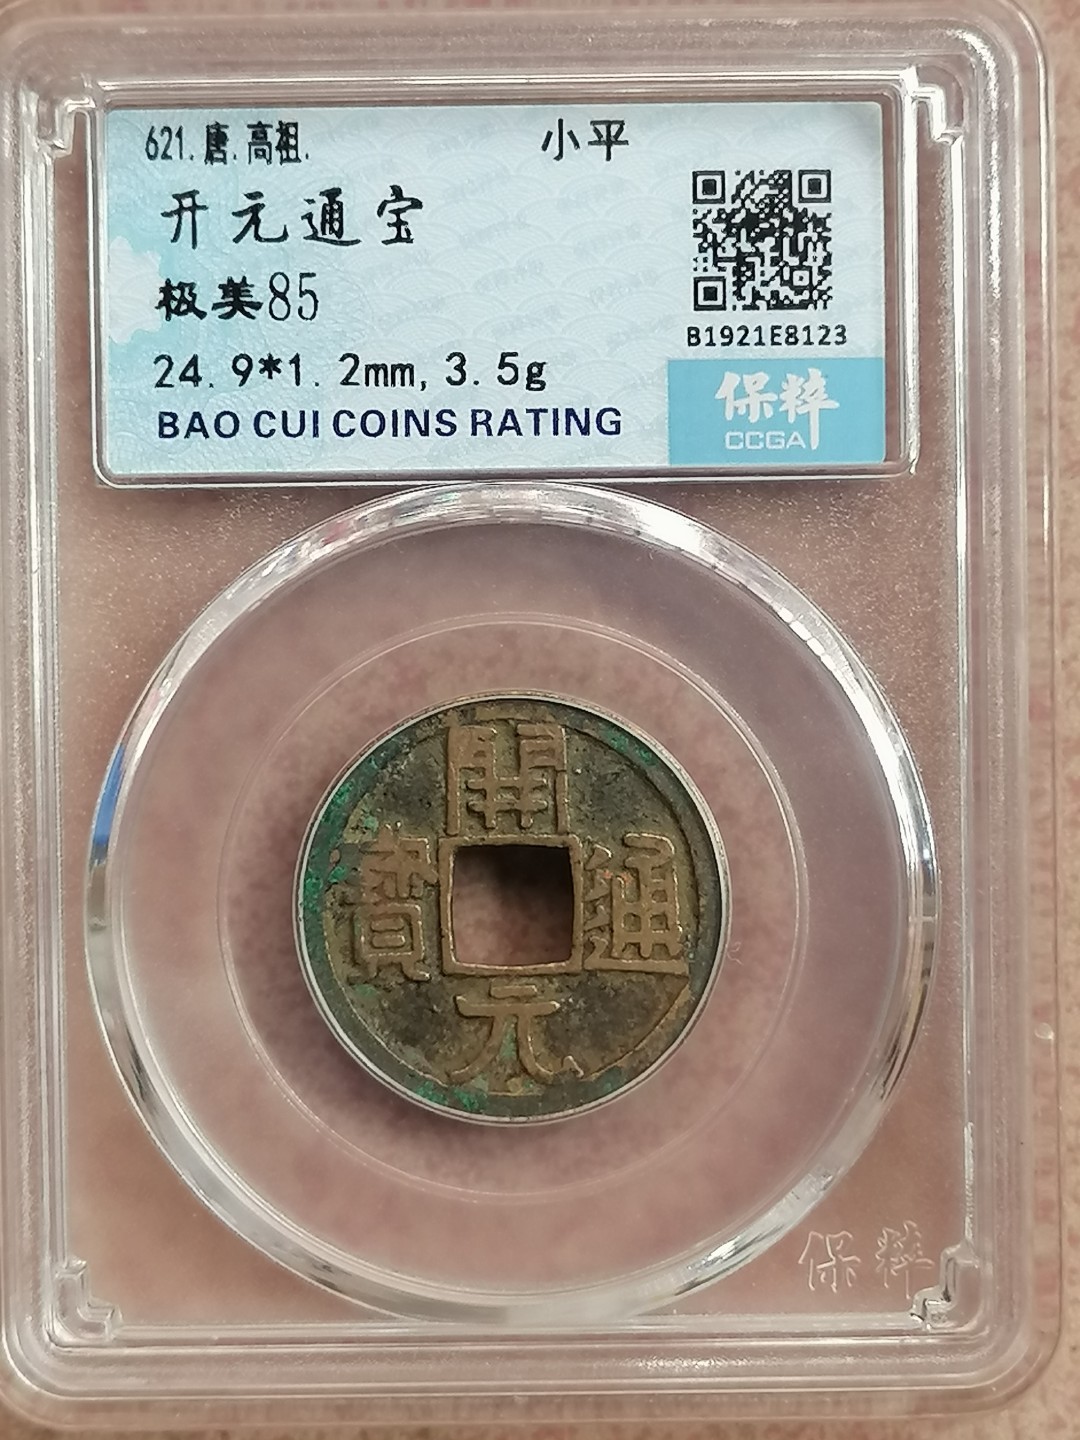 621.唐.高祖.
小平
开元通宝
极美85
24.9*1.2mm,3.5g
BAO CUI COINS RATING
B1921E8123
保粹
CCGA
開元通寶
保粹